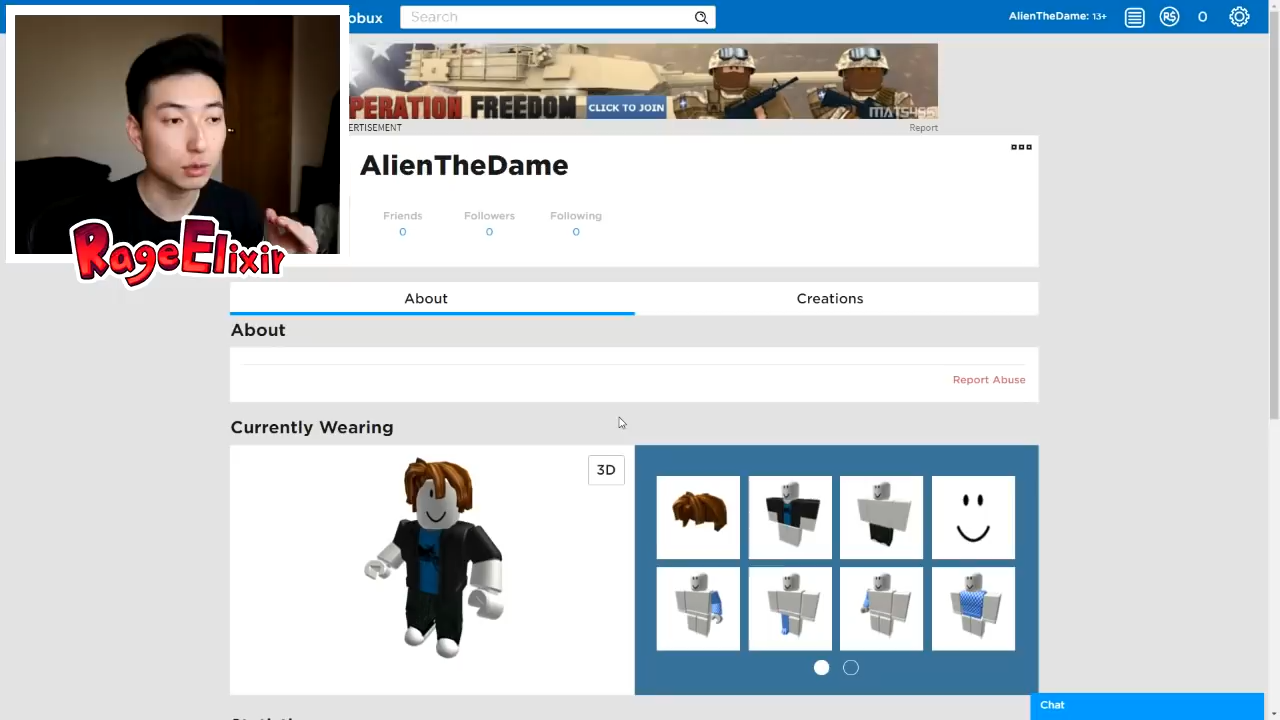 obux
Search
AlienTheDame: 13+
0
PERATION FREEDOM
CLICK TO JOIN
MATS4SS
ERTISEMENT
Report
AlienTheDame
Friends
Followers
Following
0
0
0
RageElixir
About
Creations
About
Report Abuse
Currently Wearing
3D
Chat